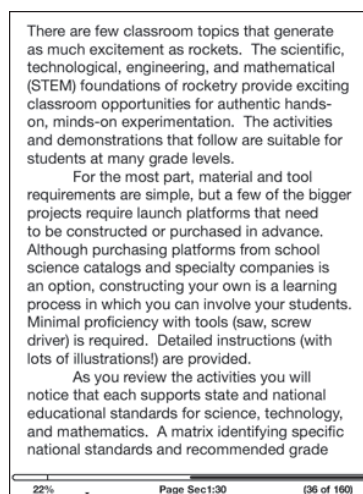 There are few classroom topics that generate
as much excitement as rockets.  The scientific,
technological, engineering, and mathematical
(STEM) foundations of rocketry provide exciting
classroom opportunities for authentic hands-
on, minds-on experimentation.  The activities
and demonstrations that follow are suitable for
students at many grade levels.
For the most part, material and tool
requirements are simple, but a few of the bigger
projects require launch platforms that need
to be constructed or purchased in advance.
Although purchasing platforms from school
science catalogs and specialty companies is
an option, constructing your own is a learning
process in which you can involve your students.
Minimal proficiency with tools (saw, screw
driver) is required.  Detailed instructions (with
lots of illustrations!) are provided.
As you review the activities you will
notice that each supports state and national
educational standards for science, technology,
and mathematics.  A matrix identifying specific
national standards and recommended grade
22% Page Sec1:30 (36 of 160)